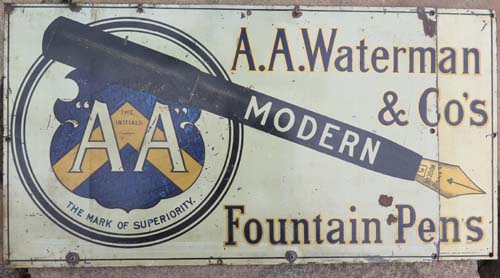 A.A.Waterman
& Co's
MODERN
THE
INITIALS
"AA"
THE MARK OF SUPERIORITY.
Fountain Pens